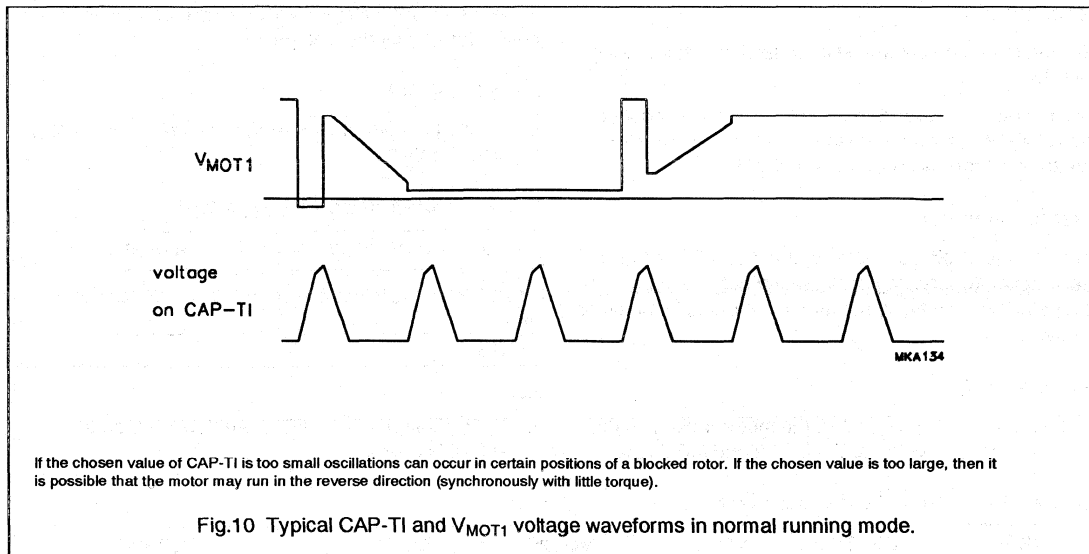 VMOT1
voltage
on CAP-TI
MKA134
If the chosen value of CAP-TI is too small oscillations can occur in certain positions of a blocked rotor. If the chosen value is too large, then it
is possible that the motor may run in the reverse direction (synchronously with little torque).
Fig.10 Typical CAP-TI and VMOT1 voltage waveforms in normal running mode.